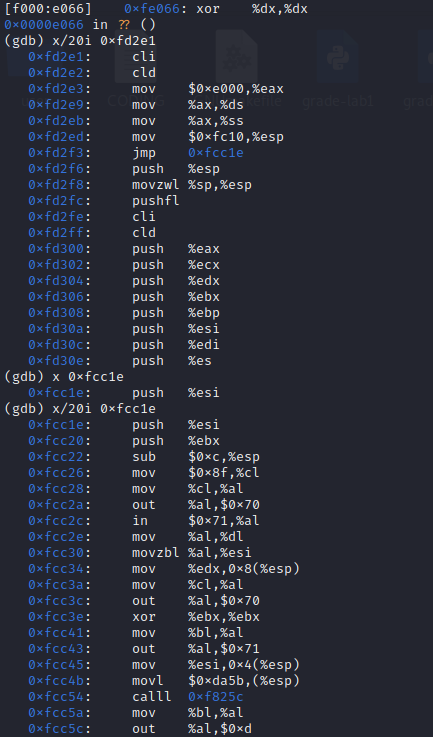 [f000:e066]    0xfe066: xor    %dx,%dx
0x0000e066 in ?? ()
(gdb) x/20i 0xfd2e1
   0xfd2e1:     cli
   0xfd2e2:     cld
   0xfd2e3:     mov    $0xe000,%eax
   0xfd2e9:     mov    %ax,%ds
   0xfd2eb:     mov    %ax,%ss
   0xfd2ed:     mov    $0xfc10,%esp
   0xfd2f3:     jmp    0xfcc1e
   0xfd2f6:     push   %esp
   0xfd2f8:     movzwl %sp,%esp
   0xfd2fc:     pushfl
   0xfd2fe:     cli
   0xfd2ff:     cld
   0xfd300:     push   %eax
   0xfd302:     push   %ecx
   0xfd304:     push   %edx
   0xfd306:     push   %ebx
   0xfd308:     push   %ebp
   0xfd30a:     push   %esi
   0xfd30c:     push   %edi
   0xfd30e:     push   %es
(gdb) x 0xfcc1e
   0xfcc1e:     push   %esi
(gdb) x/20i 0xfcc1e
   0xfcc1e:     push   %esi
   0xfcc20:     push   %ebx
   0xfcc22:     sub    $0xc,%esp
   0xfcc26:     mov    $0x8f,%cl
   0xfcc28:     mov    %cl,%al
   0xfcc2a:     out    %al,$0x70
   0xfcc2c:     in     $0x71,%al
   0xfcc2e:     mov    %al,%dl
   0xfcc30:     movzbl %al,%esi
   0xfcc34:     mov    %edx,0x8(%esp)
   0xfcc3a:     mov    %cl,%al
   0xfcc3c:     out    %al,$0x70
   0xfcc3e:     xor    %ebx,%ebx
   0xfcc41:     mov    %bl,%al
   0xfcc43:     out    %al,$0x71
   0xfcc45:     mov    %esi,0x4(%esp)
   0xfcc4b:     movl   $0xda5b,(%esp)
   0xfcc54:     calll  0xf825c
   0xfcc5a:     mov    %bl,%al
   0xfcc5c:     out    %al,$0xd
grade-lab1